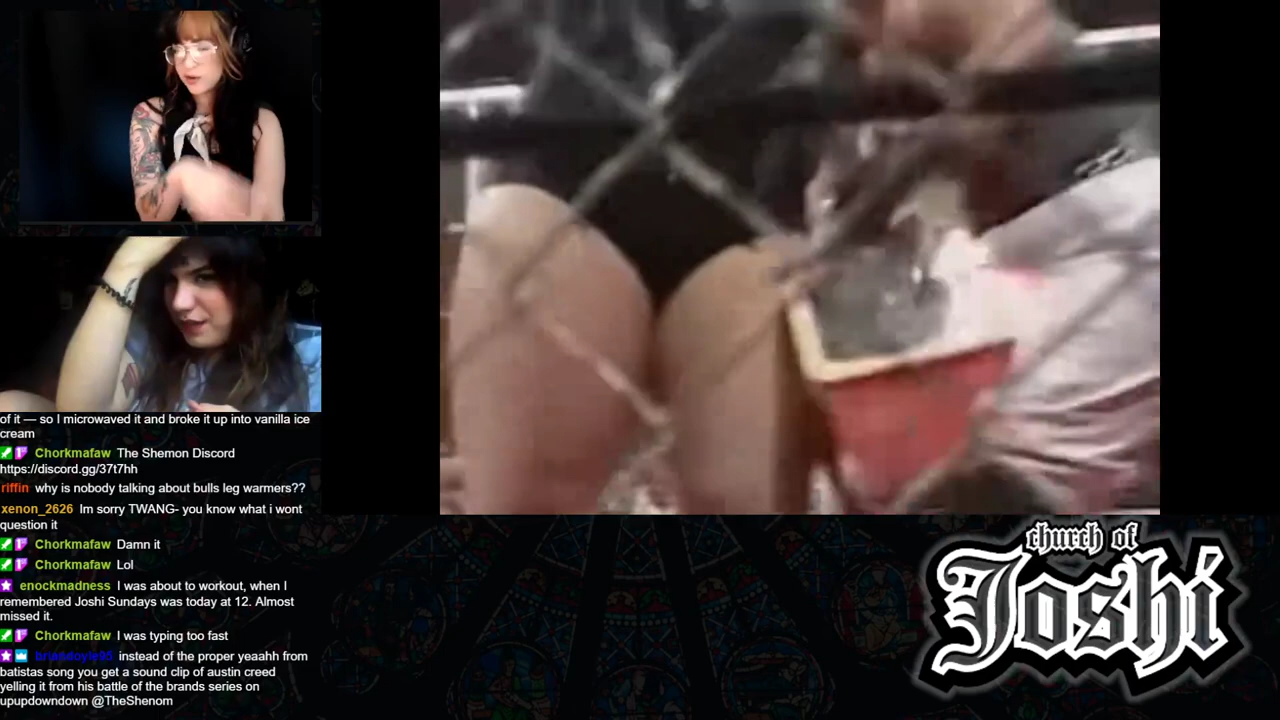 of it — so I microwaved it and broke it up into vanilla ice
cream
Chorkmafaw The Shemon Discord
https://discord.gg/37t7hh
riffin why is nobody talking about bulls leg warmers??
xenon_2626 Im sorry TWANG- you know what i wont
question it
Chorkmafaw Damn it
Chorkmafaw Lol
enockmadness I was about to workout, when I
remembered Joshi Sundays was today at 12. Almost
missed it.
Chorkmafaw I was typing too fast
briandoyle95 instead of the proper yeaahh from
batistas song you get a sound clip of austin creed
yelling it from his battle of the brands series on
upupdowndown @TheShenom
church of
Joshi